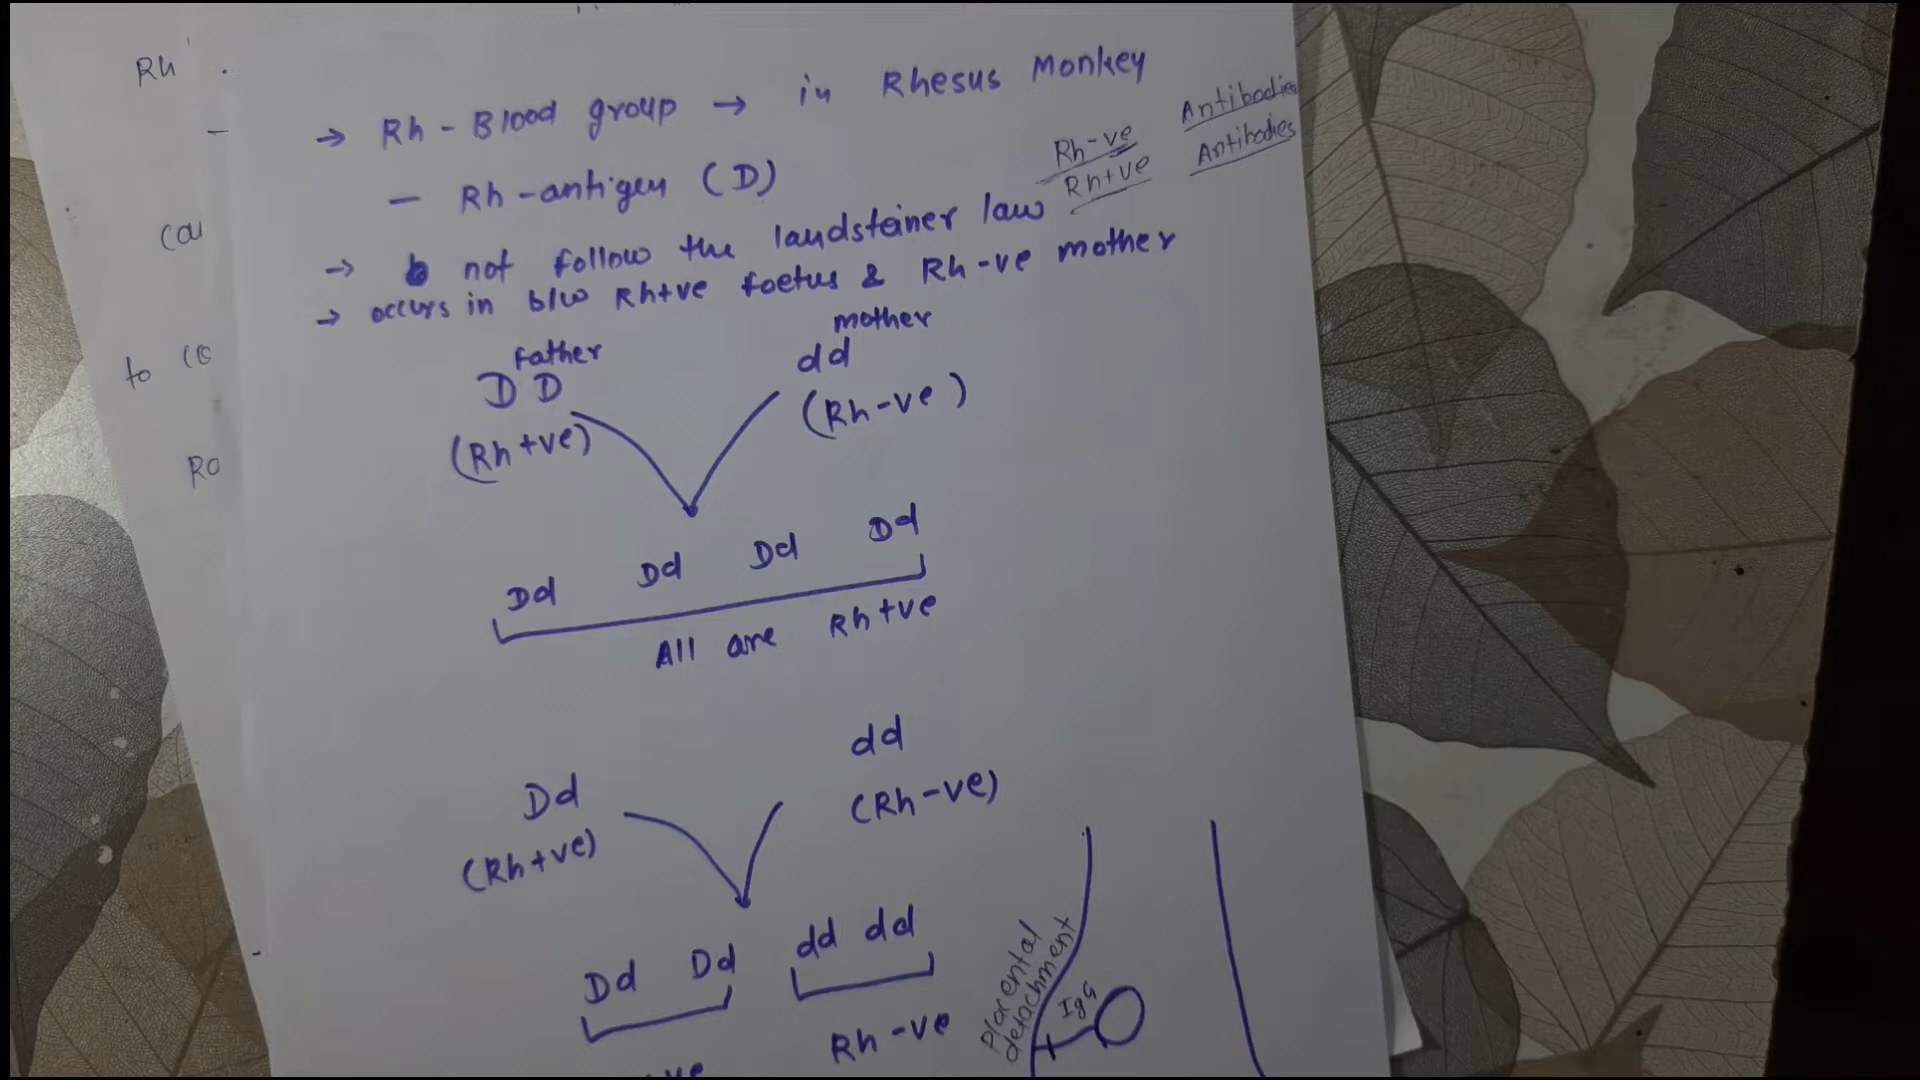 Rh
→ Rh - Blood group → in Rhesus Monkey
- Rh - antigen (D)
Rh-ve Antibodies
Rh+ve Antibodies
→ not follow the landsteiner law
→ occurs in b/w Rh+ve foetus & Rh-ve mother
Father mother
DD dd
(Rh+ve) (Rh-ve)
Dd Dd Dd Dd
All are Rh+ve
Dd dd
(Rh+ve) (Rh-ve)
Dd Dd dd dd
Rh-ve
ve
Placental
detachment
IgG
to